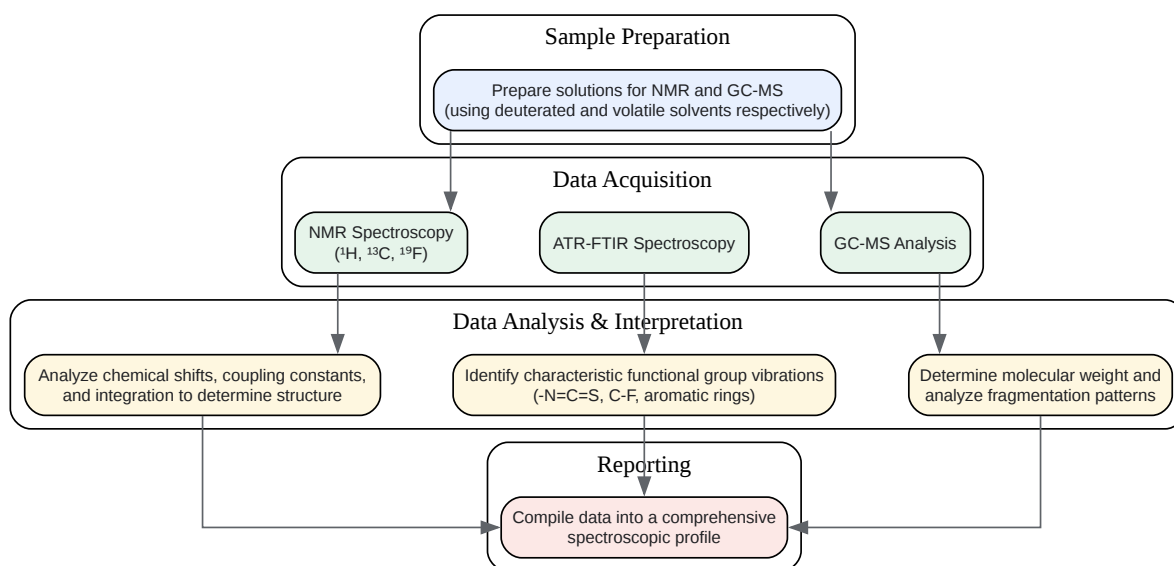 Sample Preparation
Prepare solutions for NMR and GC-MS
(using deuterated and volatile solvents respectively)
Data Acquisition
NMR Spectroscopy
(¹H, ¹³C, ¹⁹F)
ATR-FTIR Spectroscopy
GC-MS Analysis
Data Analysis & Interpretation
Analyze chemical shifts, coupling constants,
and integration to determine structure
Identify characteristic functional group vibrations
(-N=C=S, C-F, aromatic rings)
Determine molecular weight and
analyze fragmentation patterns
Reporting
Compile data into a comprehensive
spectroscopic profile